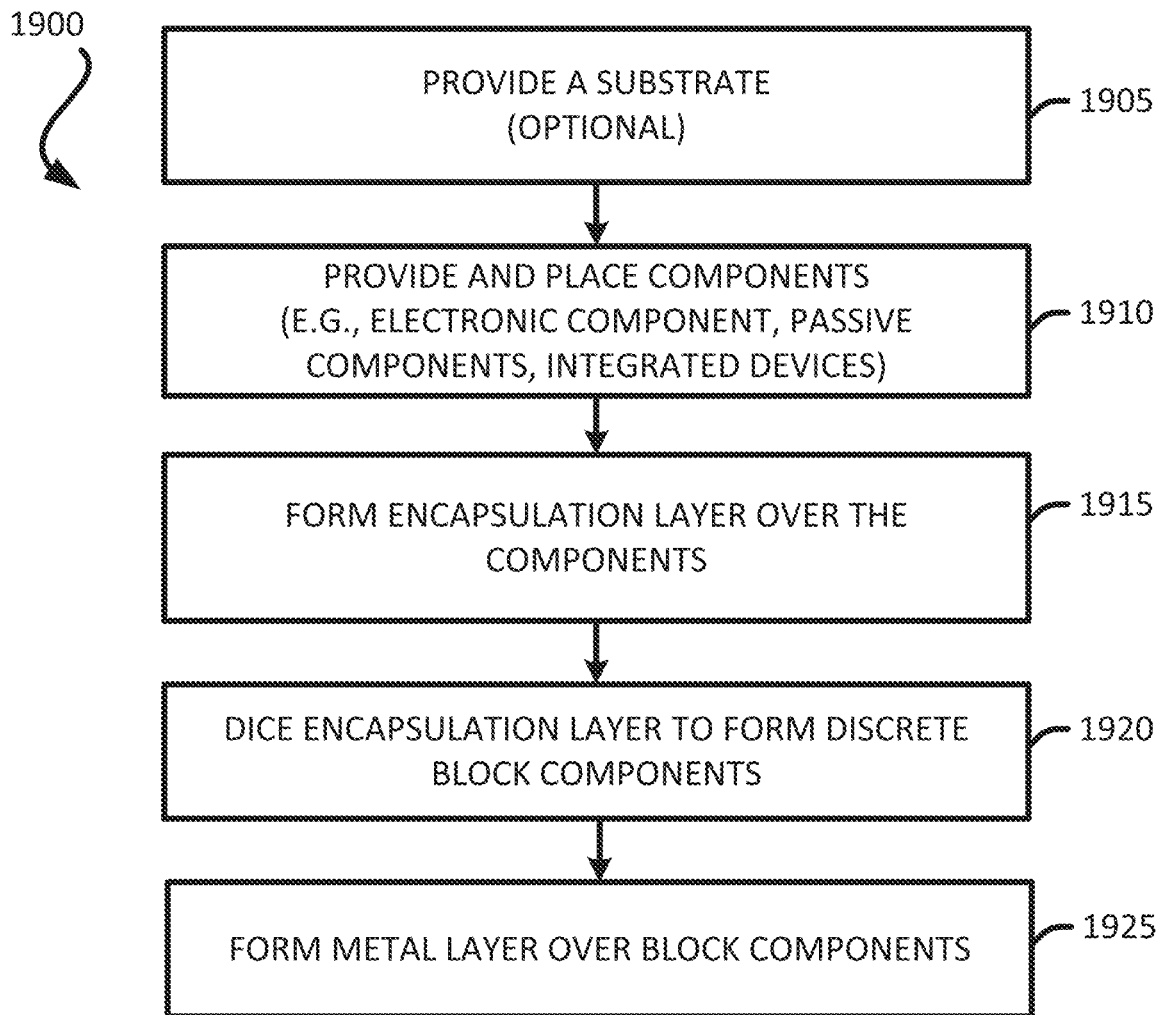 1900
PROVIDE A SUBSTRATE
(OPTIONAL)
1905
PROVIDE AND PLACE COMPONENTS
(E.G., ELECTRONIC COMPONENT, PASSIVE
COMPONENTS, INTEGRATED DEVICES)
1910
FORM ENCAPSULATION LAYER OVER THE
COMPONENTS
1915
DICE ENCAPSULATION LAYER TO FORM DISCRETE
BLOCK COMPONENTS
1920
FORM METAL LAYER OVER BLOCK COMPONENTS
1925